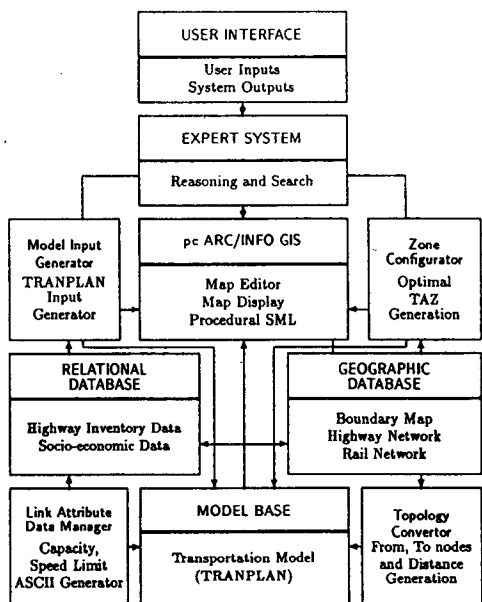 USER INTERFACE
User Inputs
System Outputs
EXPERT SYSTEM
Reasoning and Search
Model Input
Generator
TRANPLAN
Input
Generator
pc ARC/INFO GIS
Map Editor
Map Display
Procedural SML
Zone
Configurator
Optimal
TAZ
Generation
RELATIONAL
DATABASE
Highway Inventory Data
Socio-economic Data
GEOGRAPHIC
DATABASE
Boundary Map
Highway Network
Rail Network
Link Attribute
Data Manager
Capacity,
Speed Limit
ASCII Generator
MODEL BASE
Transportation Model
(TRANPLAN)
Topology
Convertor
From, To nodes
and Distance
Generation